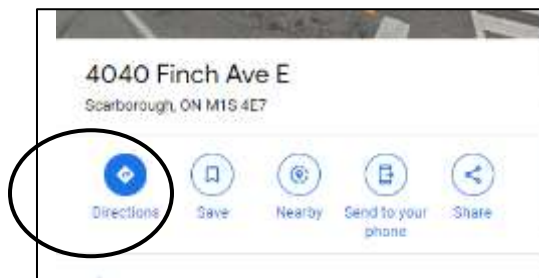 4040 Finch Ave E
Scarborough, ON M1S 4E7
Directions Save Nearby Send to your phone Share